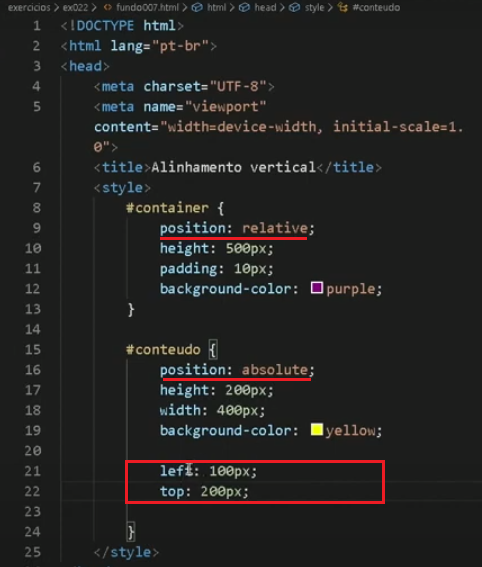 exercicios > ex022 > <> fundo007.html > html > head > style > #conteudo
1 <!DOCTYPE html>
2 <html lang="pt-br">
3 <head>
4 <meta charset="UTF-8">
5 <meta name="viewport"
content="width=device-width, initial-scale=1.
0">
6 <title>Alinhamento vertical</title>
7 <style>
8 #container {
9 position: relative;
10 height: 500px;
11 padding: 10px;
12 background-color: purple;
13 }
14
15 #conteudo {
16 position: absolute;
17 height: 200px;
18 width: 400px;
19 background-color: yellow;
20
21 left: 100px;
22 top: 200px;
23
24 }
25 </style>